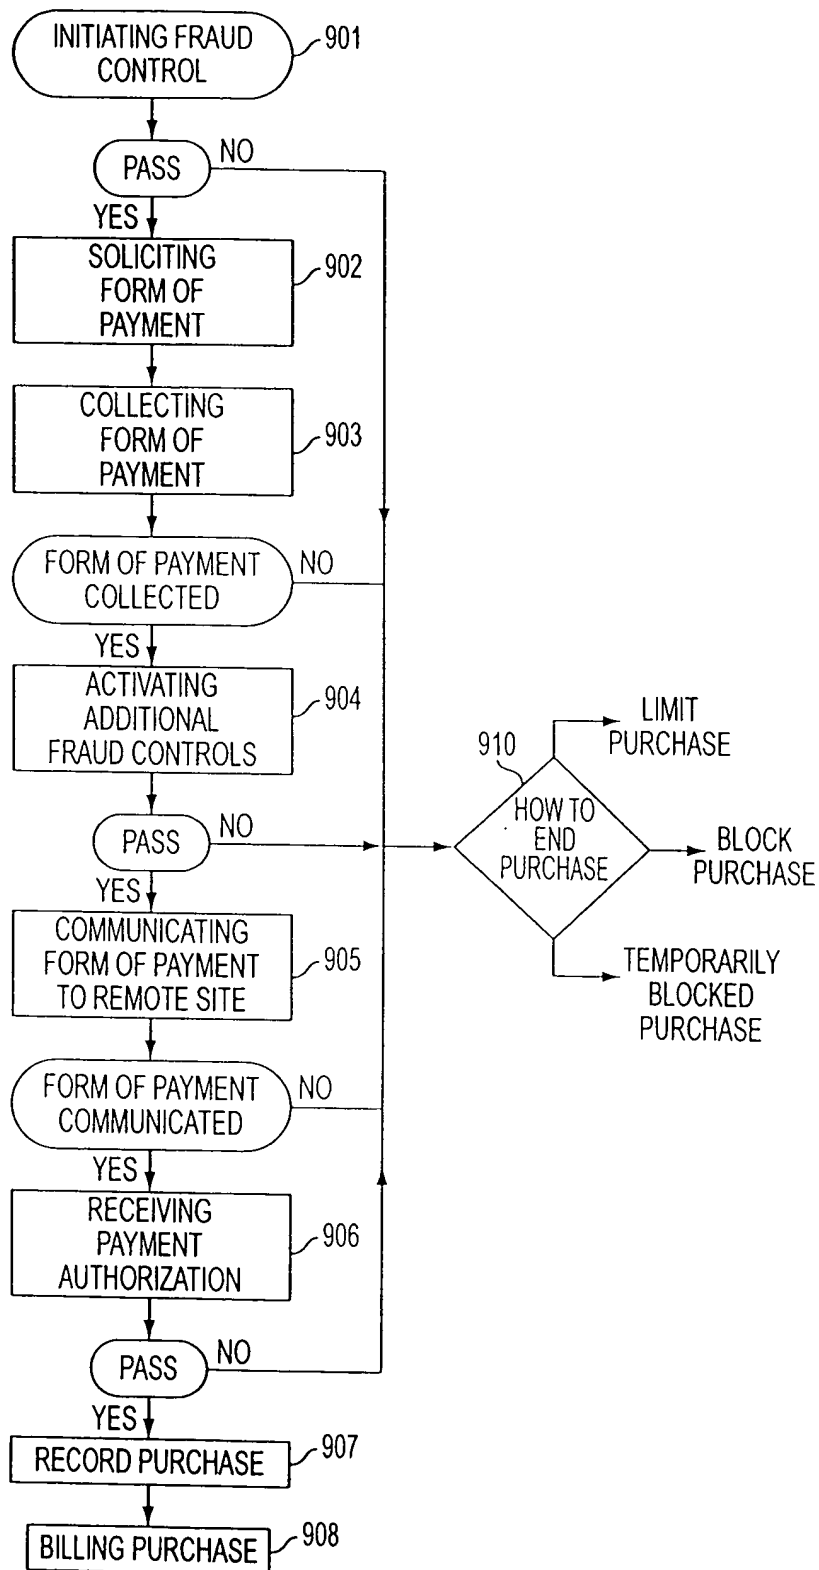 INITIATING FRAUD
CONTROL
901
PASS
NO
YES
SOLICITING
FORM OF
PAYMENT
902
COLLECTING
FORM OF
PAYMENT
903
FORM OF PAYMENT
COLLECTED
NO
YES
ACTIVATING
ADDITIONAL
FRAUD CONTROLS
904
PASS
NO
YES
COMMUNICATING
FORM OF PAYMENT
TO REMOTE SITE
905
FORM OF PAYMENT
COMMUNICATED
NO
YES
RECEIVING
PAYMENT
AUTHORIZATION
906
PASS
NO
YES
RECORD PURCHASE
907
BILLING PURCHASE
908
910
HOW TO
END
PURCHASE
LIMIT
PURCHASE
BLOCK
PURCHASE
TEMPORARILY
BLOCKED
PURCHASE